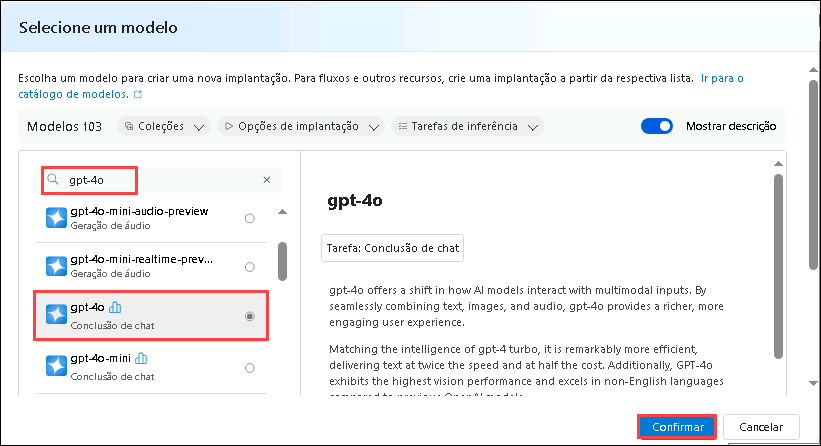 Selecione um modelo
Escolha um modelo para criar uma nova implantação. Para fluxos e outros recursos, crie uma implantação a partir da respectiva lista. Ir para o
catálogo de modelos.
Modelos 103 Coleções Opções de implantação Tarefas de inferência Mostrar descrição
gpt-4o
gpt-4o-mini-audio-preview
Geração de áudio
gpt-4o-mini-realtime-prev...
Geração de áudio
gpt-4o
Conclusão de chat
gpt-4o-mini
Conclusão de chat
gpt-4o
Tarefa: Conclusão de chat
gpt-4o offers a shift in how AI models interact with multimodal inputs. By
seamlessly combining text, images, and audio, gpt-4o provides a richer, more
engaging user experience.
Matching the intelligence of gpt-4 turbo, it is remarkably more efficient,
delivering text at twice the speed and at half the cost. Additionally, GPT-4o
exhibits the highest vision performance and excels in non-English languages
compared to previous OpenAI models
Confirmar Cancelar